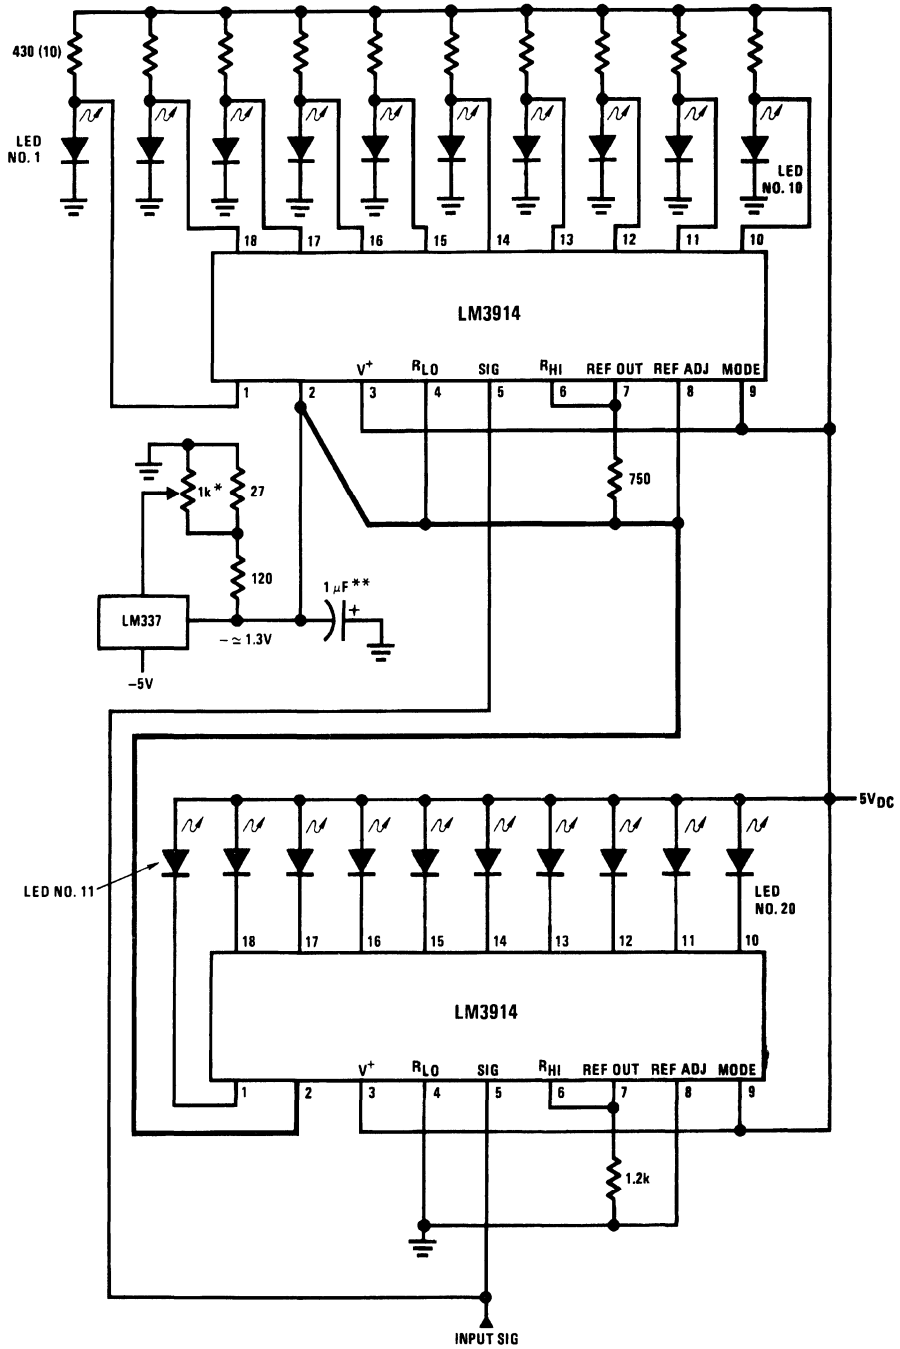 430 (10)
LED
NO. 1
LED
NO. 10
18 17 16 15 14 13 12 11 10
LM3914
V+ RLO SIG RHI REF OUT REF ADJ MODE
1 2 3 4 5 6 7 8 9
1k* 27
750
120
1 μF**
+
LM337
– ≃ 1.3V
–5V
5VDC
LED NO. 11
LED
NO. 20
18 17 16 15 14 13 12 11 10
LM3914
V+ RLO SIG RHI REF OUT REF ADJ MODE
1 2 3 4 5 6 7 8 9
1.2k
INPUT SIG